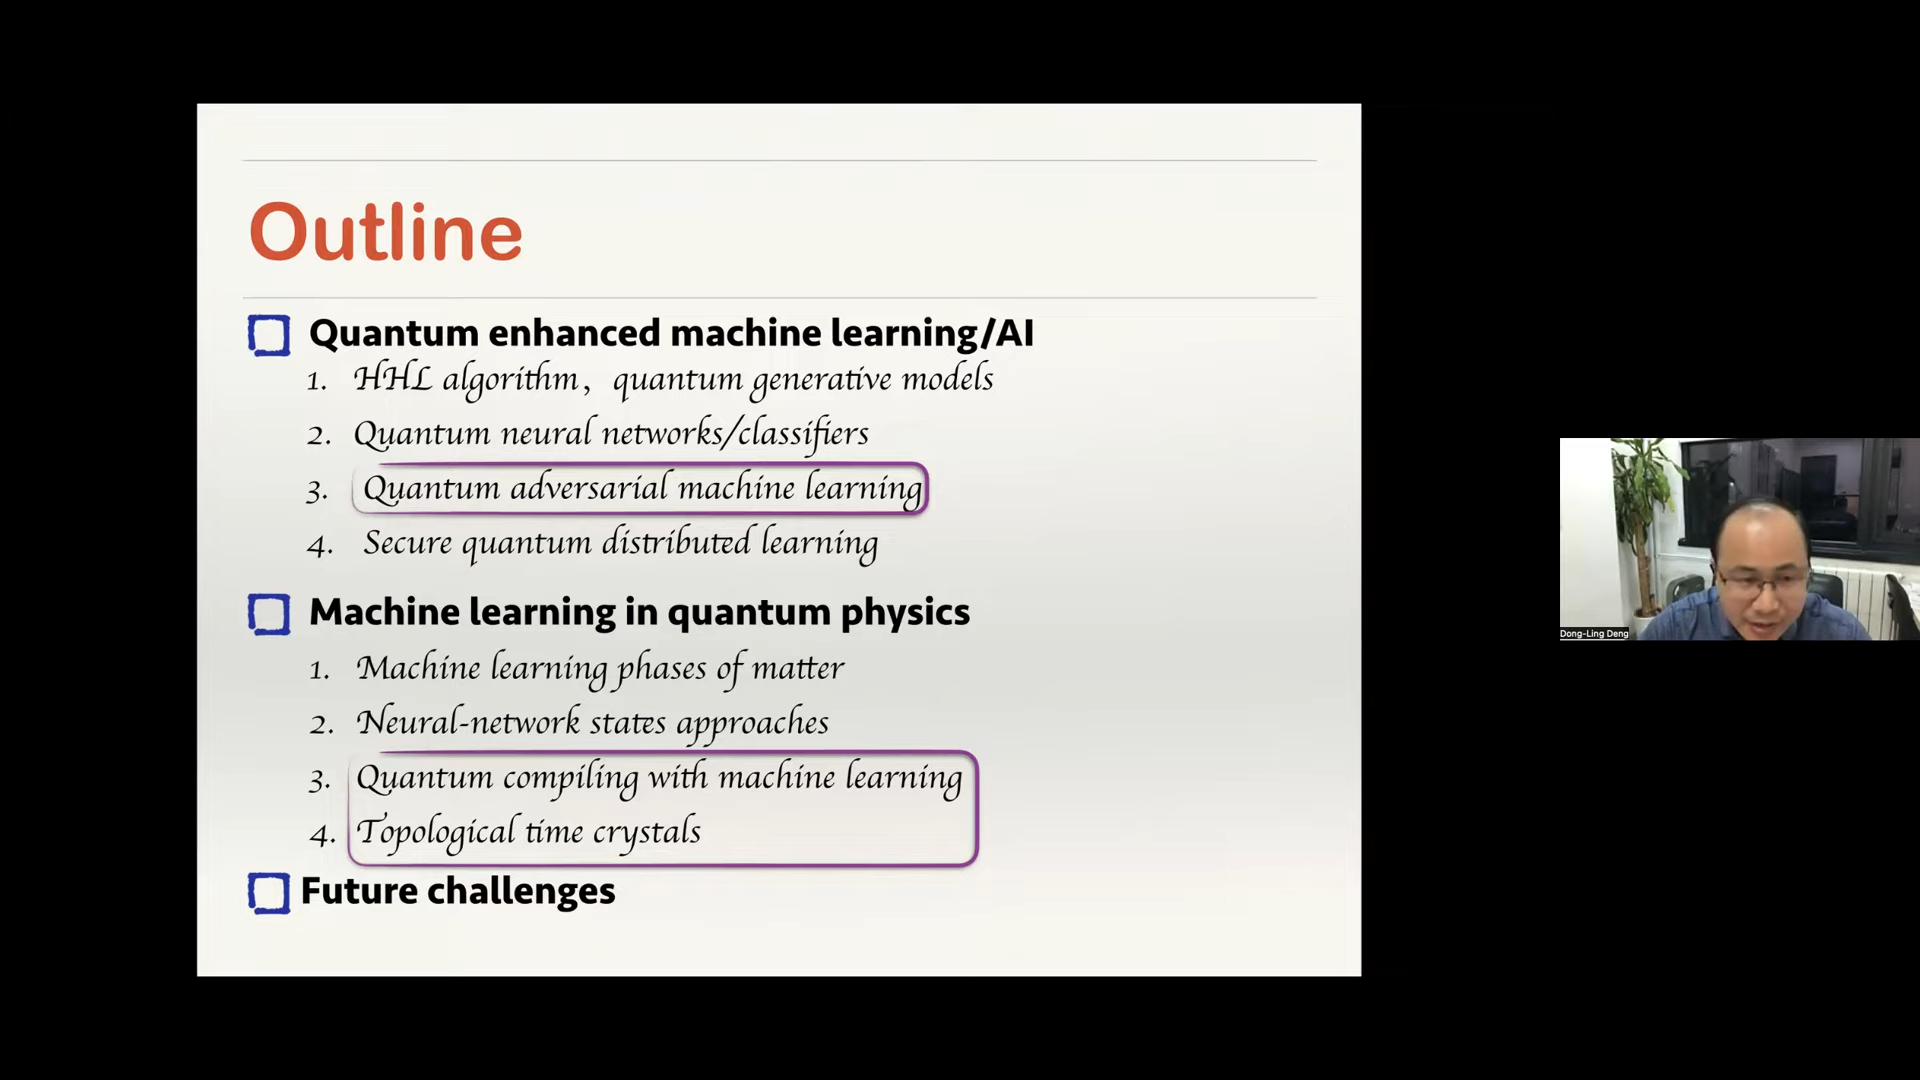 Outline
Quantum enhanced machine learning/AI
1. HHL algorithm, quantum generative models
2. Quantum neural networks/classifiers
3. Quantum adversarial machine learning
4. Secure quantum distributed learning
Machine learning in quantum physics
1. Machine learning phases of matter
2. Neural-network states approaches
3. Quantum compiling with machine learning
4. Topological time crystals
Future challenges
Dong-Ling Deng